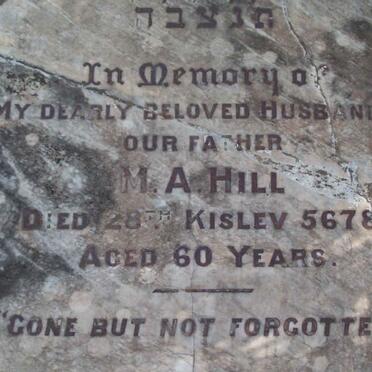 תנצבה
In Memory of
MY DEARLY BELOVED HUSBAND
OUR FATHER
M. A. HILL
DIED 28TH KISLEV 5678
AGED 60 YEARS.
"GONE BUT NOT FORGOTTE